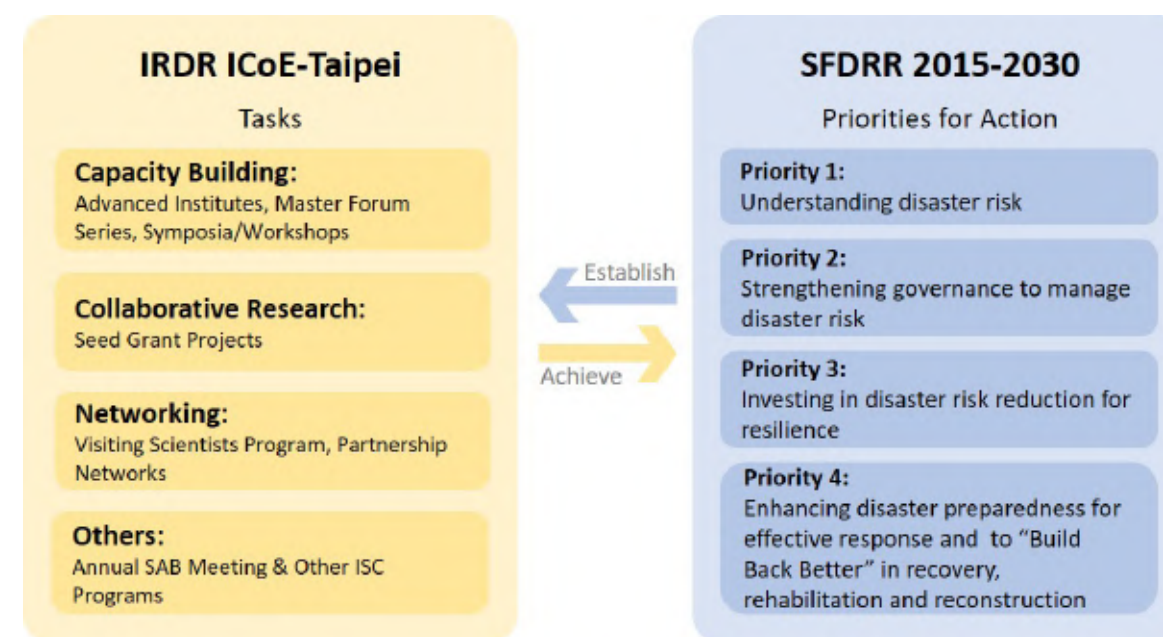 IRDR ICoE-Taipei
Tasks
Capacity Building:
Advanced Institutes, Master Forum
Series, Symposia/Workshops
Collaborative Research:
Seed Grant Projects
Networking:
Visiting Scientists Program, Partnership
Networks
Others:
Annual SAB Meeting & Other ISC
Programs
Establish
Achieve
SFDRR 2015-2030
Priorities for Action
Priority 1:
Understanding disaster risk
Priority 2:
Strengthening governance to manage
disaster risk
Priority 3:
Investing in disaster risk reduction for
resilience
Priority 4:
Enhancing disaster preparedness for
effective response and to “Build
Back Better” in recovery,
rehabilitation and reconstruction